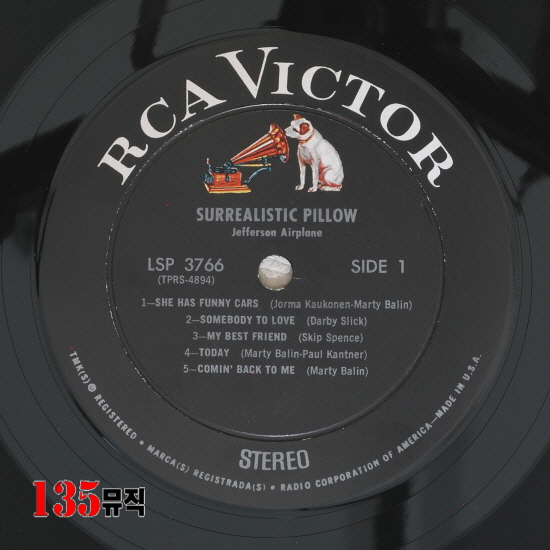 RCA VICTOR
SURREALISTIC PILLOW
Jefferson Airplane
LSP 3766
(TPRS-4894)
SIDE 1
1—SHE HAS FUNNY CARS (Jorma Kaukonen-Marty Balin)
2—SOMEBODY TO LOVE (Darby Slick)
3—MY BEST FRIEND (Skip Spence)
4—TODAY (Marty Balin-Paul Kantner)
5—COMIN' BACK TO ME (Marty Balin)
STEREO
TMK(S) ® REGISTERED • MARCA(S) REGISTRADA(S) • RADIO CORPORATION OF AMERICA—MADE IN U.S.A.
135뮤직